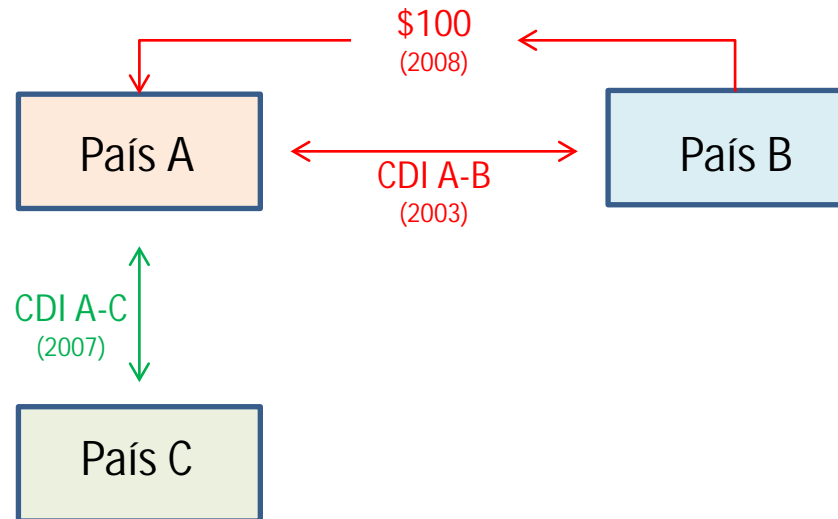 $100
(2008)
País A
País B
CDI A-B
(2003)
CDI A-C
(2007)
País C